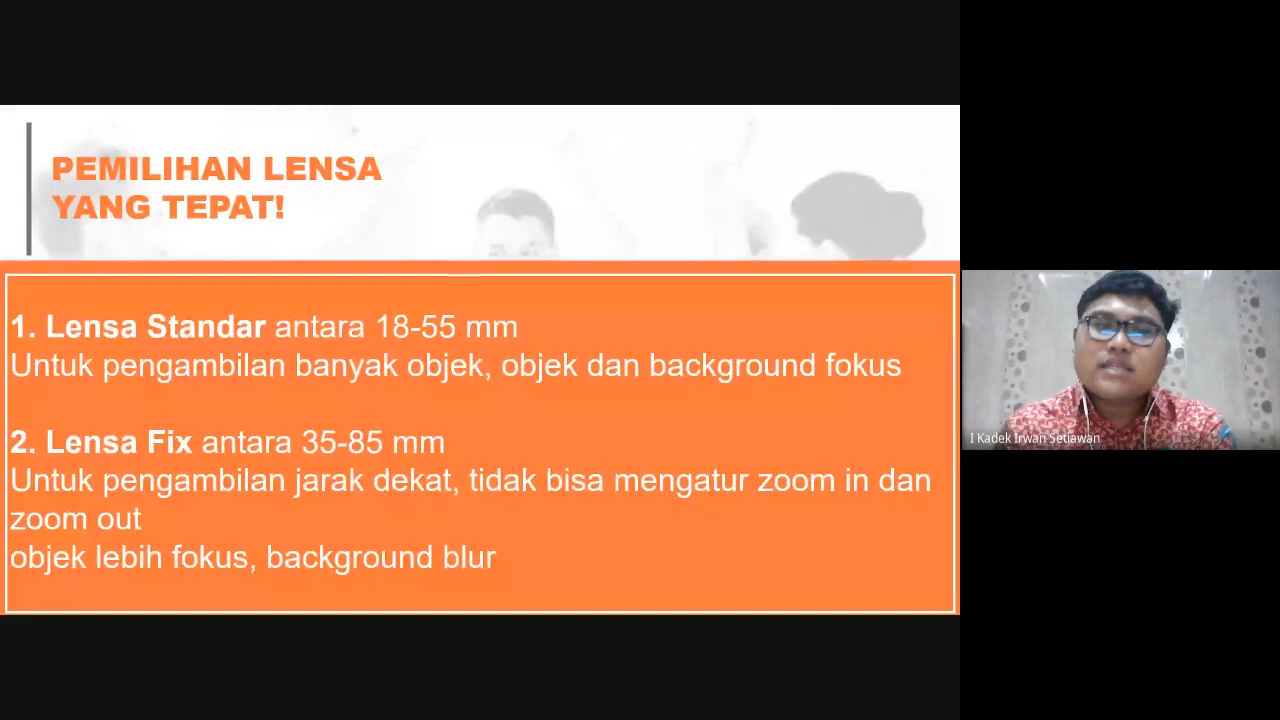 PEMILIHAN LENSA
YANG TEPAT!
1. Lensa Standar antara 18-55 mm
Untuk pengambilan banyak objek, objek dan background fokus
2. Lensa Fix antara 35-85 mm
Untuk pengambilan jarak dekat, tidak bisa mengatur zoom in dan
zoom out
objek lebih fokus, background blur
I Kadek Irwan Setiawan